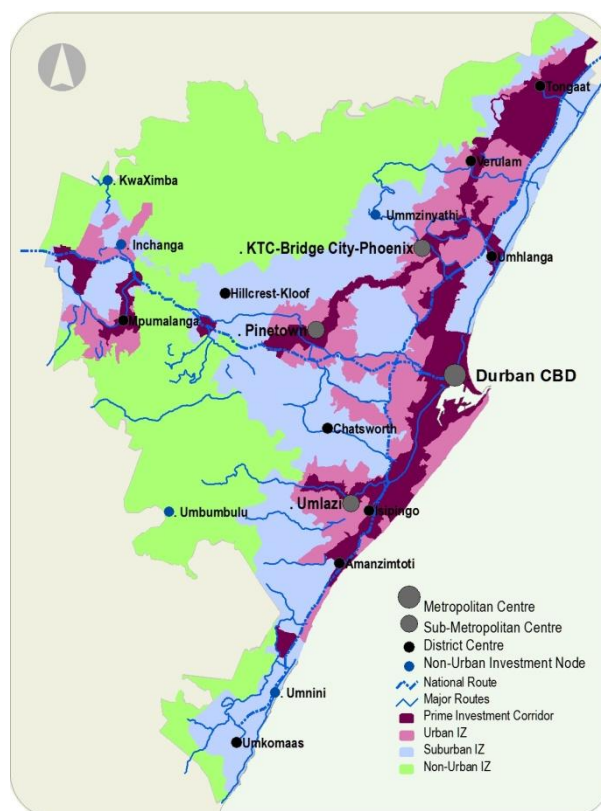 Tongaat
Verulam
. KwaXimba
. Ummzinyathi
. Inchanga
. KTC-Bridge City-Phoenix
Umhlanga
Hillcrest-Kloof
Mpumalanga
. Pinetown
Durban CBD
Chatsworth
. Umlazi
. Umbumbulu
Isipingo
Amanzimtoti
. Umnini
Umkomaas
Metropolitan Centre
Sub-Metropolitan Centre
District Centre
Non-Urban Investment Node
National Route
Major Routes
Prime Investment Corridor
Urban IZ
Suburban IZ
Non-Urban IZ